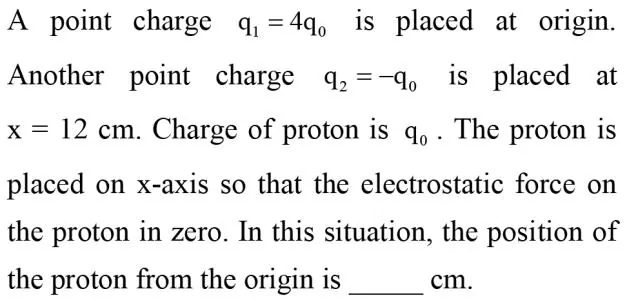 A point charge q₁ = 4q₀ is placed at origin.
Another point charge q₂ = −q₀ is placed at
x = 12 cm. Charge of proton is q₀ . The proton is
placed on x-axis so that the electrostatic force on
the proton in zero. In this situation, the position of
the proton from the origin is ______ cm.